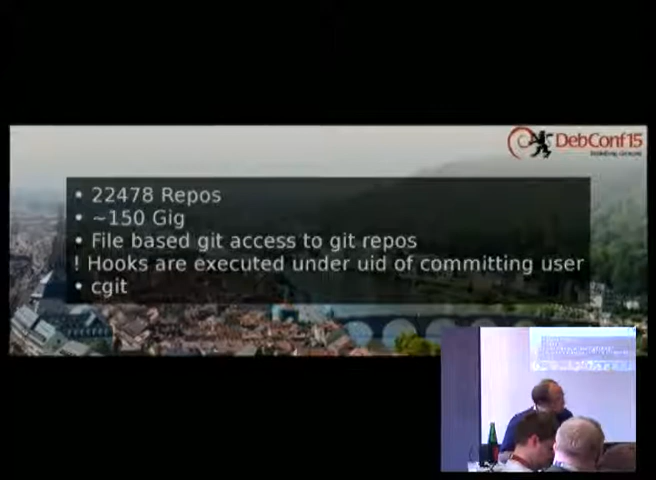 DebConf15
• 22478 Repos
• ~150 Gig
• File based git access to git repos
! Hooks are executed under uid of committing user
• cgit